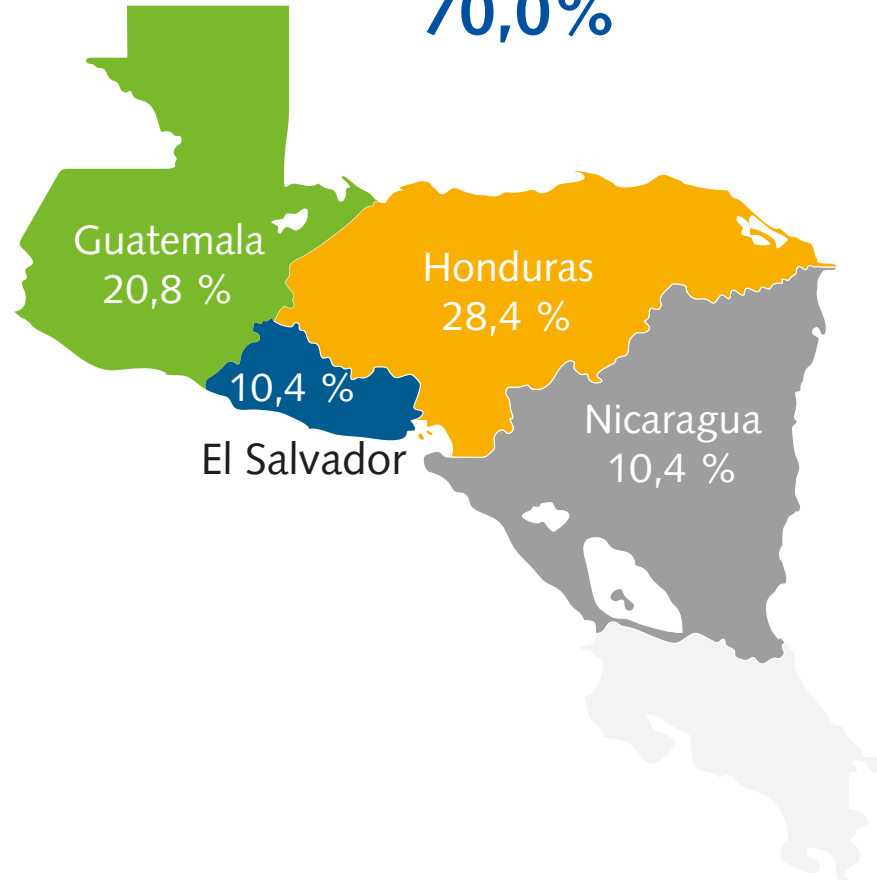 70,0%
Guatemala
20,8 %
Honduras
28,4 %
10,4 %
El Salvador
Nicaragua
10,4 %